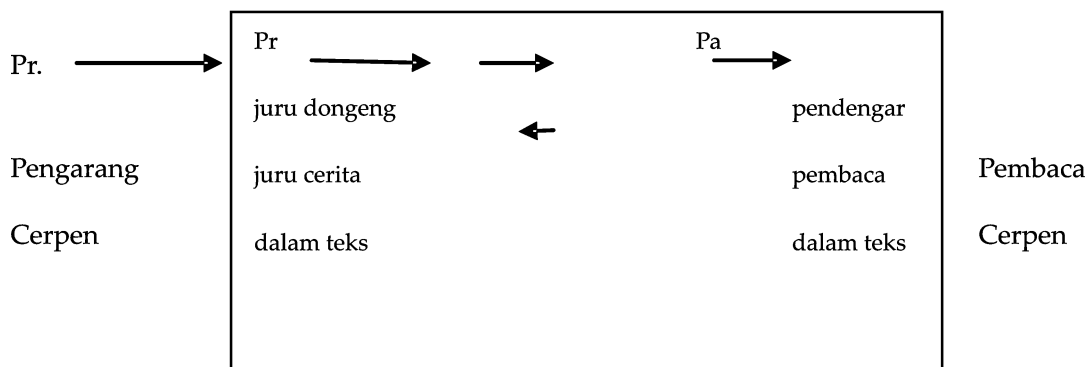 Pr Pa
Pr.
juru dongeng pendengar
Pengarang juru cerita pembaca Pembaca
Cerpen dalam teks dalam teks Cerpen